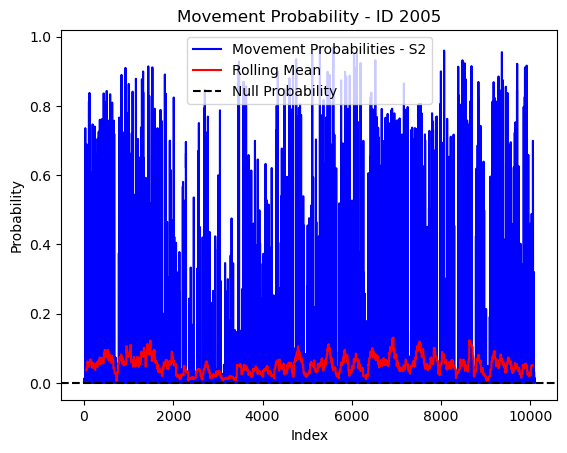 Movement Probability - ID 2005
Movement Probabilities - S2
Rolling Mean
Null Probability
Probability
1.0
0.8
0.6
0.4
0.2
0.0
0
2000
4000
6000
8000
10000
Index